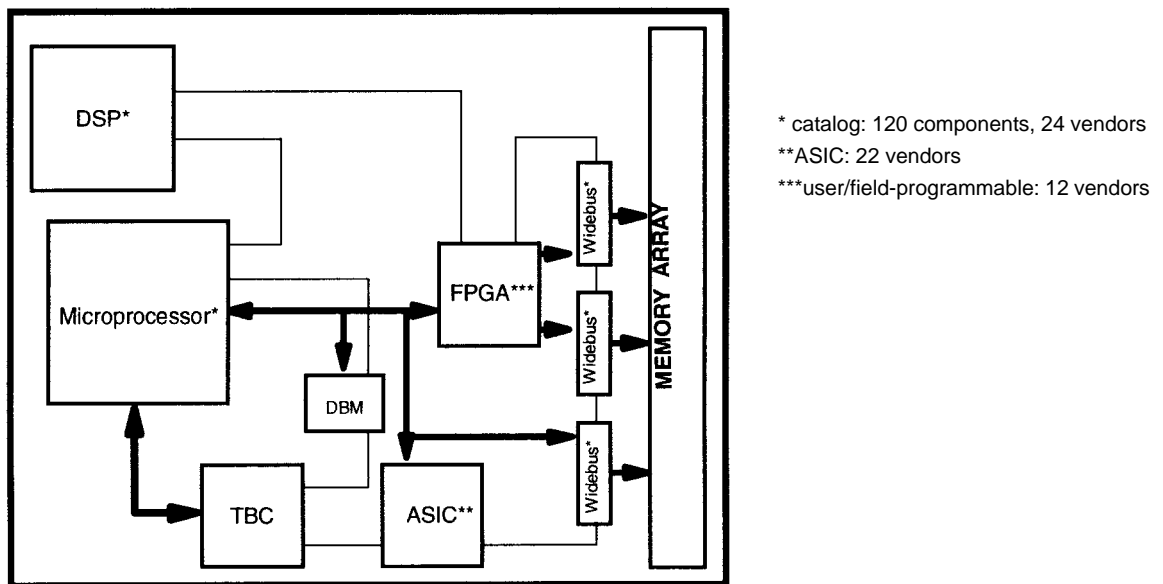 DSP*
* catalog: 120 components, 24 vendors
**ASIC: 22 vendors
***user/field-programmable: 12 vendors
Widebus*
MEMORY ARRAY
Microprocessor*
FPGA***
Widebus*
DBM
Widebus*
TBC
ASIC**